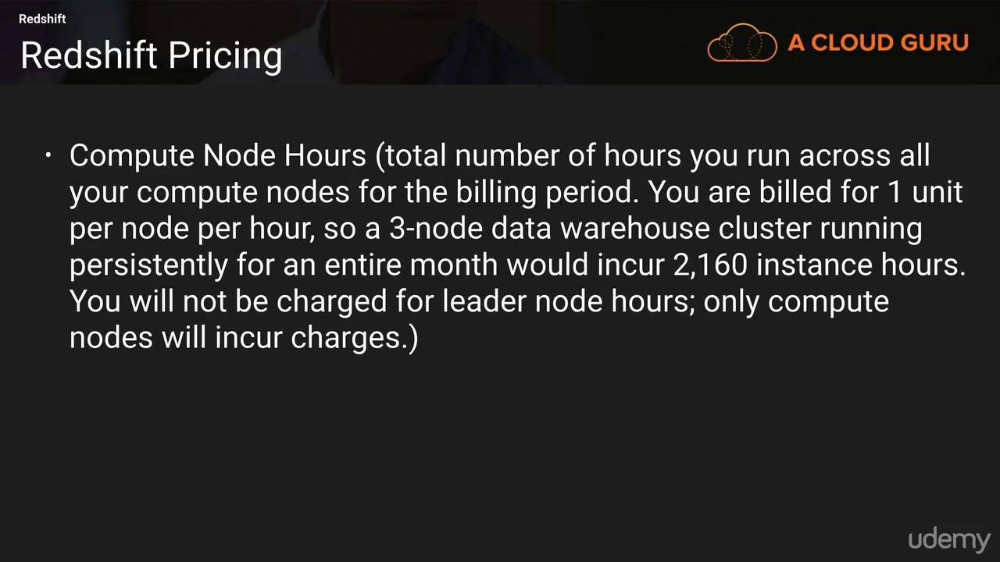 Redshift
Redshift Pricing
A CLOUD GURU
• Compute Node Hours (total number of hours you run across all
your compute nodes for the billing period. You are billed for 1 unit
per node per hour, so a 3-node data warehouse cluster running
persistently for an entire month would incur 2,160 instance hours.
You will not be charged for leader node hours; only compute
nodes will incur charges.)
udemy